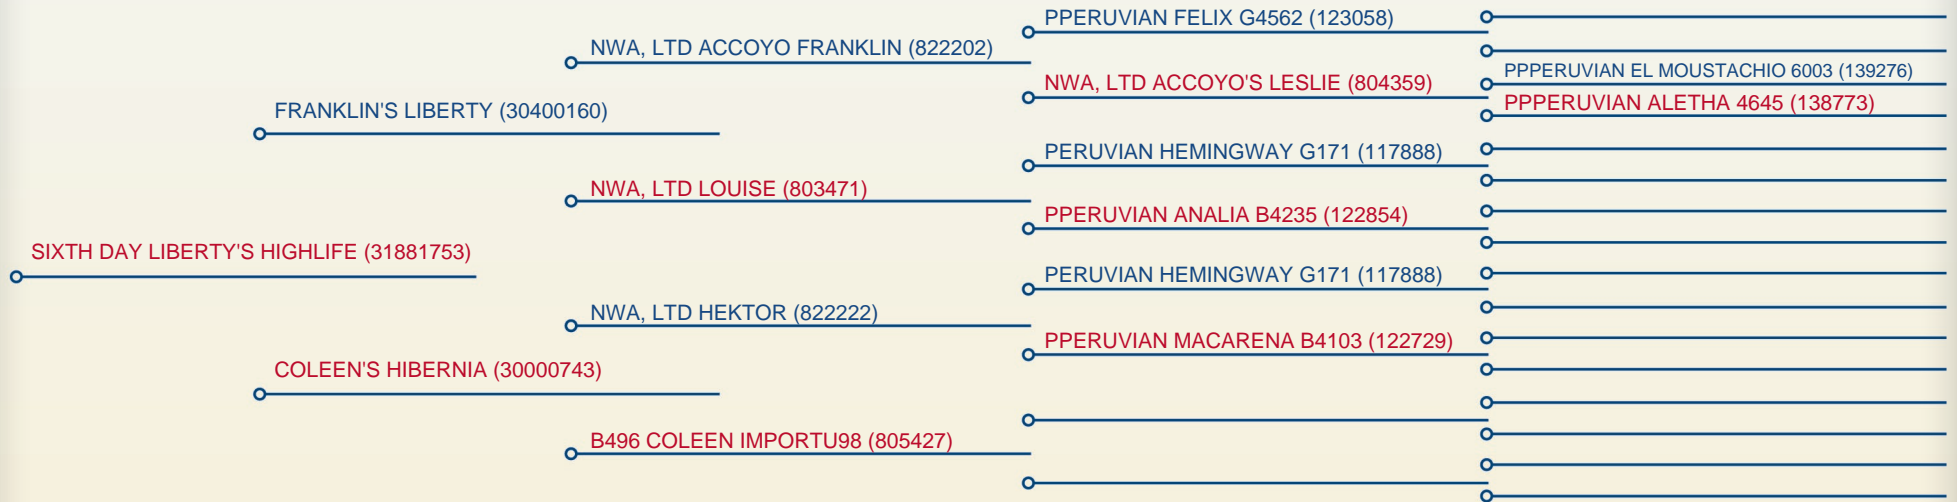 PPERUVIAN FELIX G4562 (123058)
NWA, LTD ACCOYO FRANKLIN (822202)
PPPERUVIAN EL MOUSTACHIO 6003 (139276)
NWA, LTD ACCOYO'S LESLIE (804359)
PPPERUVIAN ALETHA 4645 (138773)
FRANKLIN'S LIBERTY (30400160)
PERUVIAN HEMINGWAY G171 (117888)
NWA, LTD LOUISE (803471)
PPERUVIAN ANALIA B4235 (122854)
SIXTH DAY LIBERTY'S HIGHLIFE (31881753)
PERUVIAN HEMINGWAY G171 (117888)
NWA, LTD HEKTOR (822222)
PPERUVIAN MACARENA B4103 (122729)
COLEEN'S HIBERNIA (30000743)
B496 COLEEN IMPORTU98 (805427)